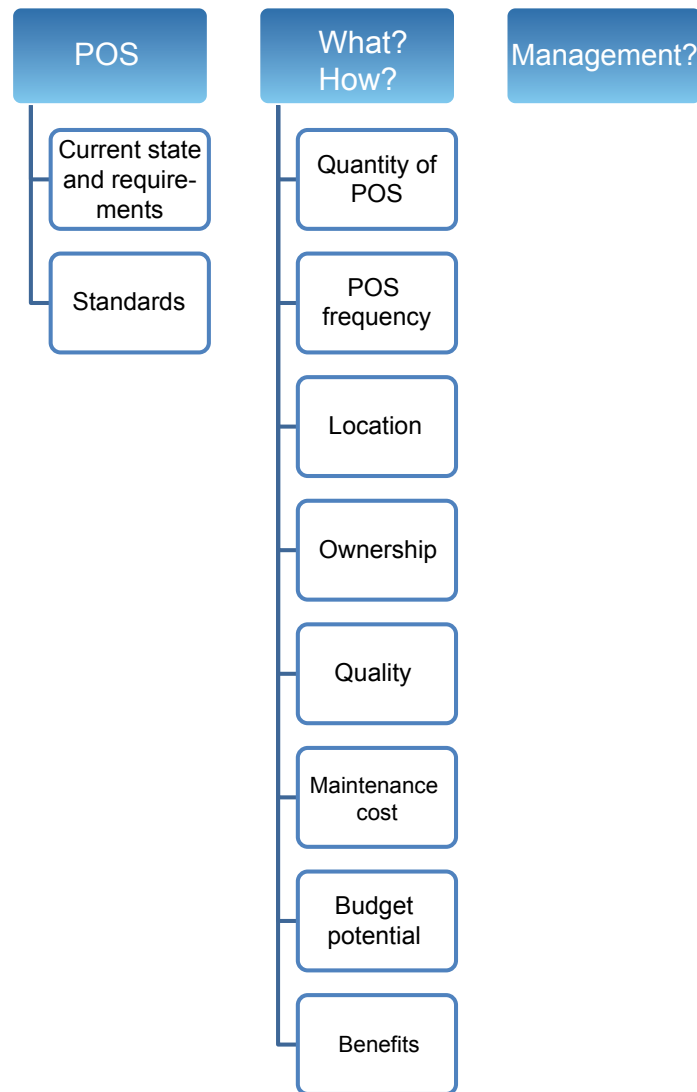 POS
Current state
and require-
ments
Standards
What?
How?
Quantity of
POS
POS
frequency
Location
Ownership
Quality
Maintenance
cost
Budget
potential
Benefits
Management?